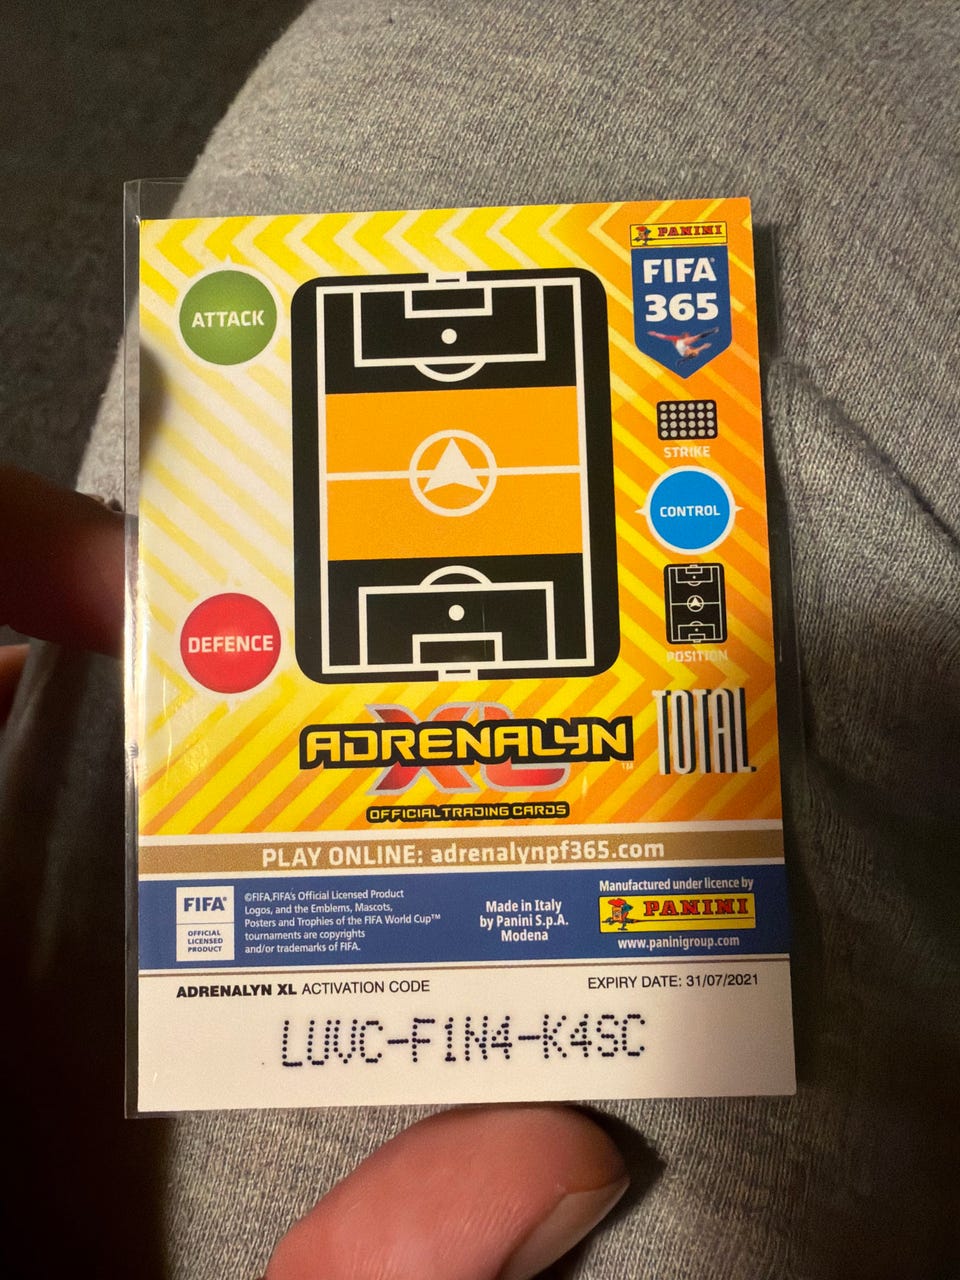 PANINI
FIFA
365
ATTACK
STRIKE
CONTROL
DEFENCE
POSITION
TOTAL
ADRENALYN
XL™
OFFICIAL TRADING CARDS
PLAY ONLINE: adrenalynpf365.com
FIFA®
OFFICIAL
LICENSED
PRODUCT
©FIFA,FIFA's Official Licensed Product
Logos, and the Emblems, Mascots,
Posters and Trophies of the FIFA World Cup™
tournaments are copyrights
and/or trademarks of FIFA.
Made in Italy
by Panini S.p.A.
Modena
Manufactured under licence by
PANINI
www.paninigroup.com
ADRENALYN XL ACTIVATION CODE
EXPIRY DATE: 31/07/2021
LUVC-F1N4-K4SC